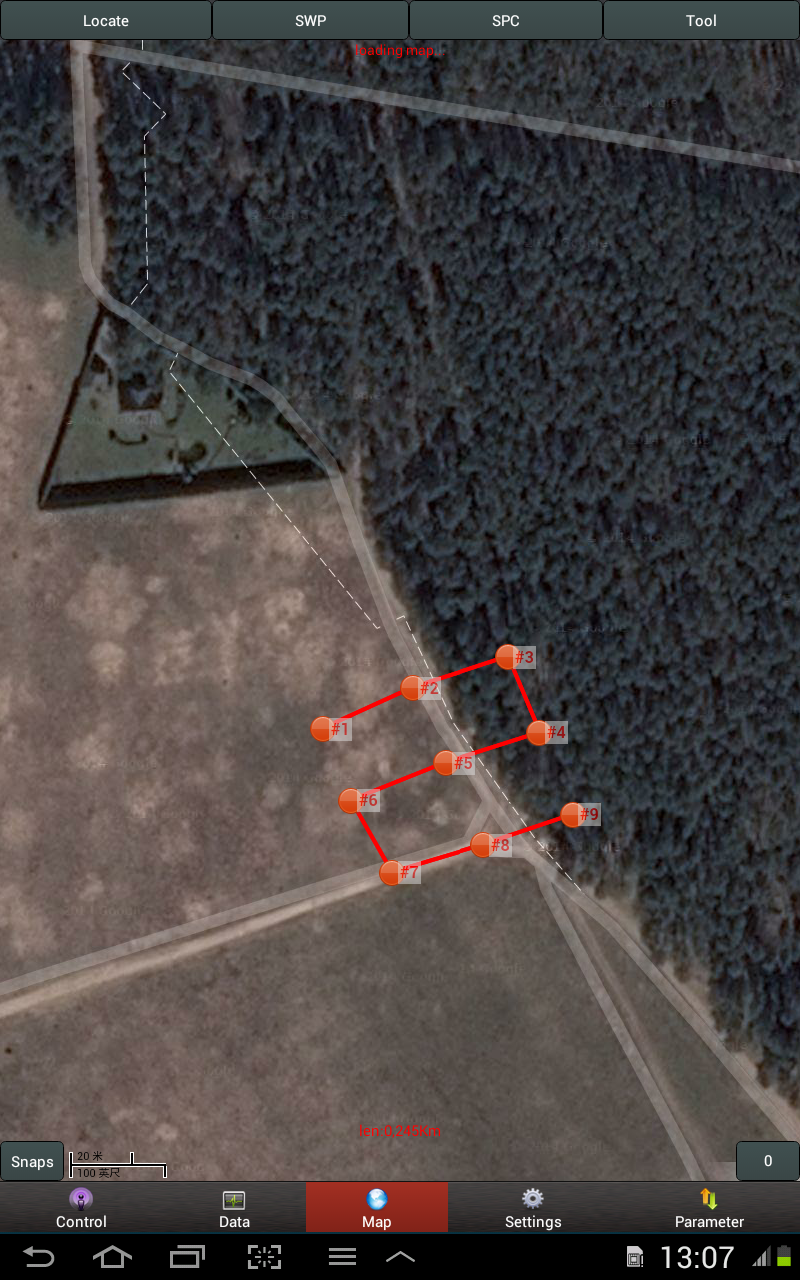 Locate SWP SPC Tool
loading map
#3
#2
#1
#4
#5
#6
#9
#8
#7
len:0.246Km
Snaps
20 米
100 英尺
0
Control Data Map Settings Parameter
13:07